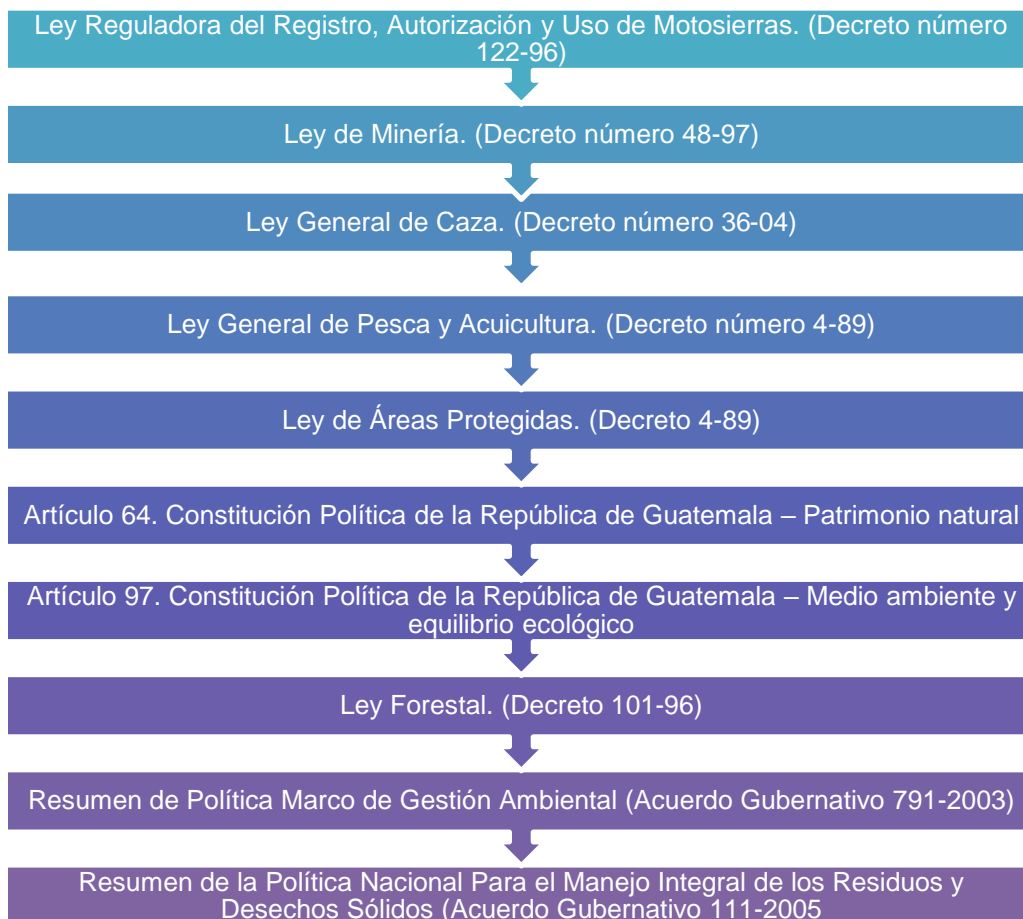 Ley Reguladora del Registro, Autorización y Uso de Motosierras. (Decreto número
122-96)
Ley de Minería. (Decreto número 48-97)
Ley General de Caza. (Decreto número 36-04)
Ley General de Pesca y Acuicultura. (Decreto número 4-89)
Ley de Áreas Protegidas. (Decreto 4-89)
Artículo 64. Constitución Política de la República de Guatemala – Patrimonio natural
Artículo 97. Constitución Política de la República de Guatemala – Medio ambiente y
equilibrio ecológico
Ley Forestal. (Decreto 101-96)
Resumen de Política Marco de Gestión Ambiental (Acuerdo Gubernativo 791-2003)
Resumen de la Política Nacional Para el Manejo Integral de los Residuos y
Desechos Sólidos (Acuerdo Gubernativo 111-2005